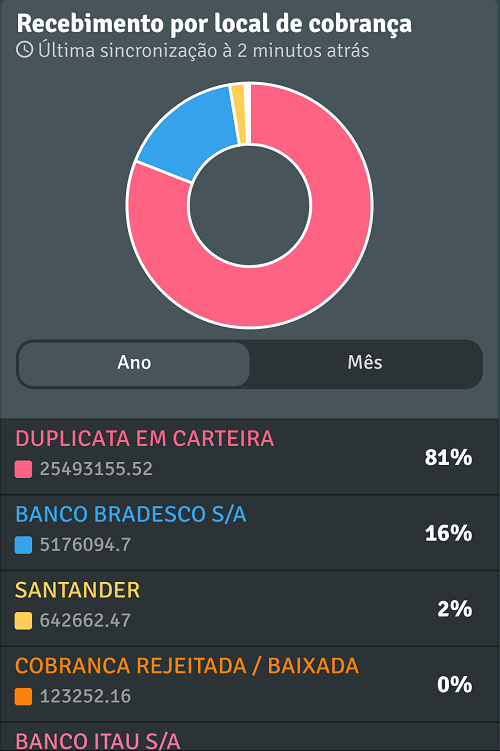 Recebimento por local de cobrança
Última sincronização à 2 minutos atrás
Ano
Mês
DUPLICATA EM CARTEIRA
25493155.52
81%
BANCO BRADESCO S/A
5176094.7
16%
SANTANDER
642662.47
2%
COBRANCA REJEITADA / BAIXADA
123252.16
0%
BANCO ITAU S/A